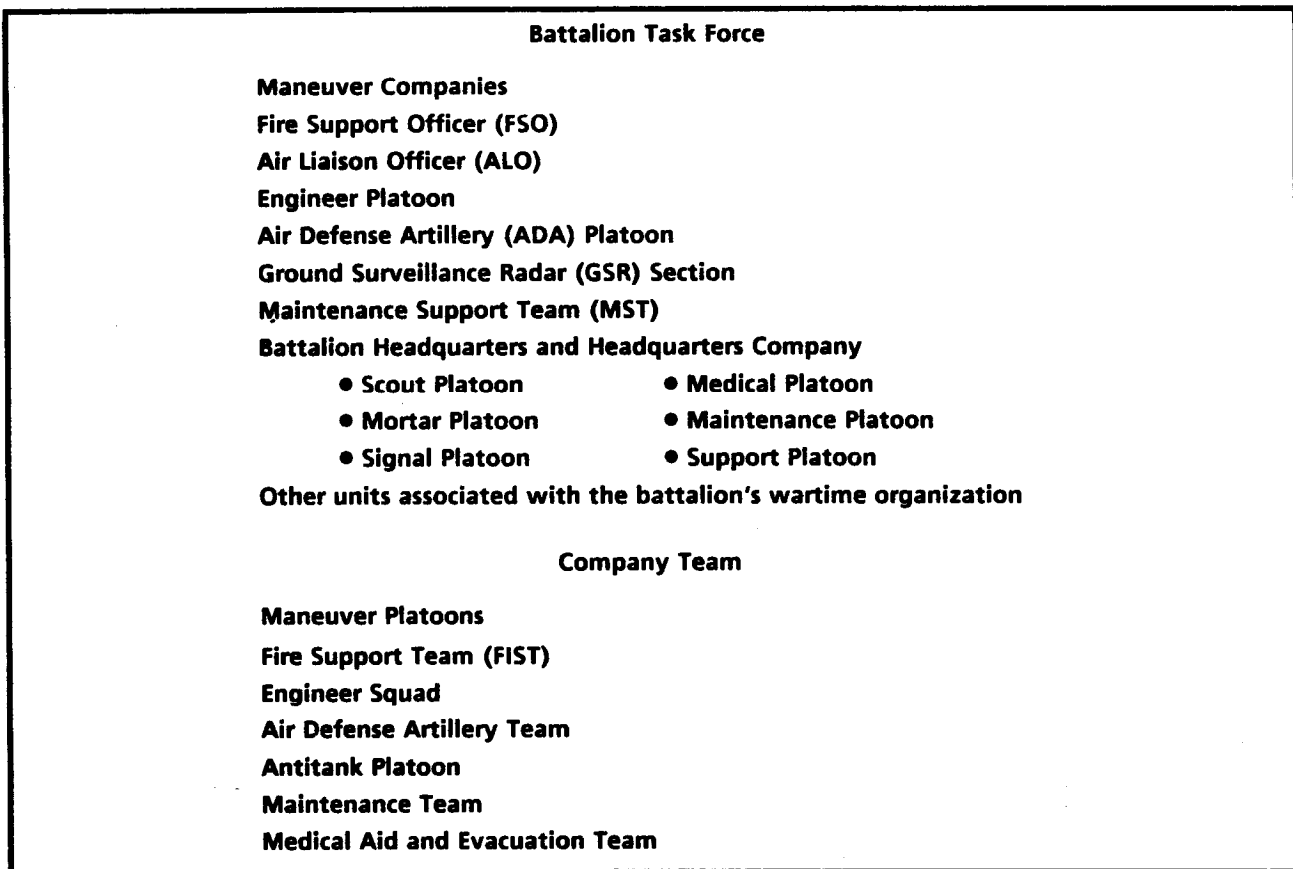 Battalion Task Force
Maneuver Companies
Fire Support Officer (FSO)
Air Liaison Officer (ALO)
Engineer Platoon
Air Defense Artillery (ADA) Platoon
Ground Surveillance Radar (GSR) Section
Maintenance Support Team (MST)
Battalion Headquarters and Headquarters Company
• Scout Platoon • Medical Platoon
• Mortar Platoon • Maintenance Platoon
• Signal Platoon • Support Platoon
Other units associated with the battalion's wartime organization
Company Team
Maneuver Platoons
Fire Support Team (FIST)
Engineer Squad
Air Defense Artillery Team
Antitank Platoon
Maintenance Team
Medical Aid and Evacuation Team